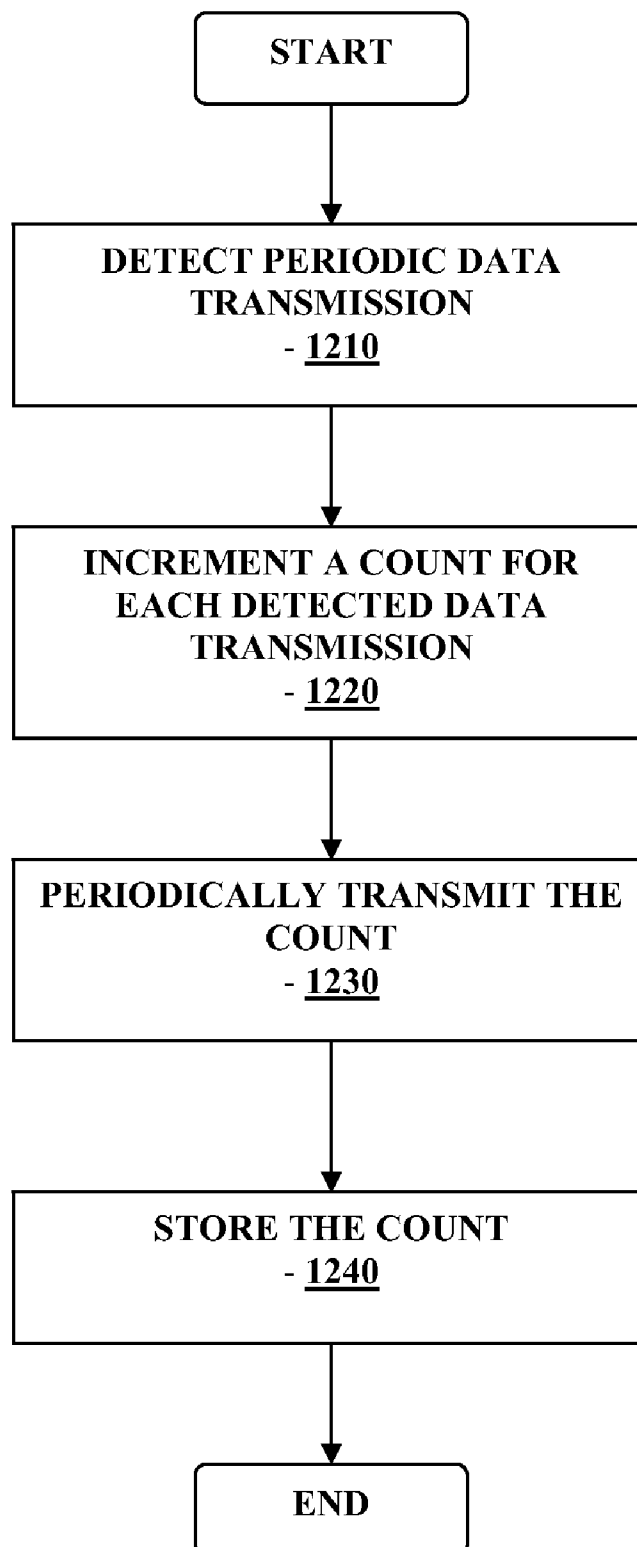 START
DETECT PERIODIC DATA
TRANSMISSION
- 1210
INCREMENT A COUNT FOR
EACH DETECTED DATA
TRANSMISSION
- 1220
PERIODICALLY TRANSMIT THE
COUNT
- 1230
STORE THE COUNT
- 1240
END